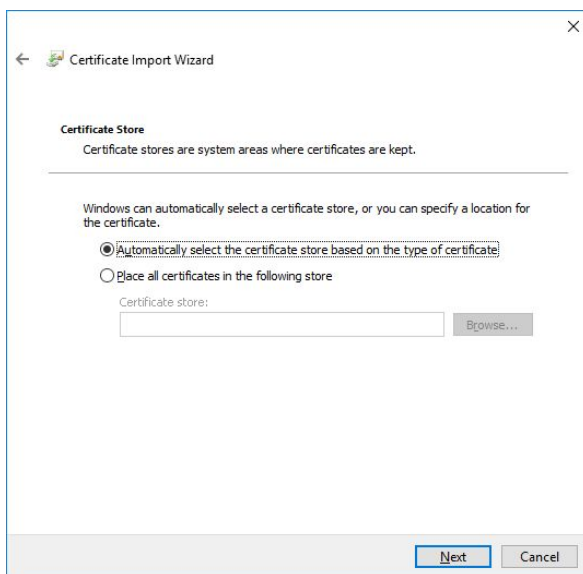 Certificate Import Wizard
Certificate Store
Certificate stores are system areas where certificates are kept.
Windows can automatically select a certificate store, or you can specify a location for
the certificate.
Automatically select the certificate store based on the type of certificate
Place all certificates in the following store
Certificate store:
Browse...
Next
Cancel